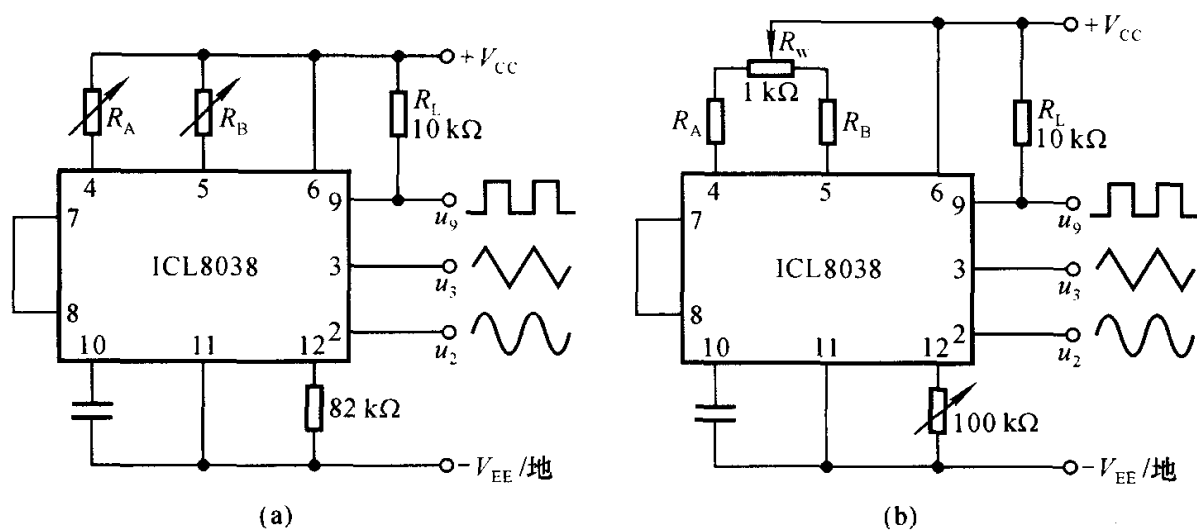 +V_CC
R_A
R_B
R_L
10 kΩ
4
5
6
7
8
9
3
2
10
11
12
ICL8038
u_9
u_3
u_2
82 kΩ
-V_EE/地
(a)
+V_CC
R_W
1 kΩ
R_A
R_B
R_L
10 kΩ
4
5
6
7
8
9
3
2
10
11
12
ICL8038
u_9
u_3
u_2
100 kΩ
-V_EE/地
(b)